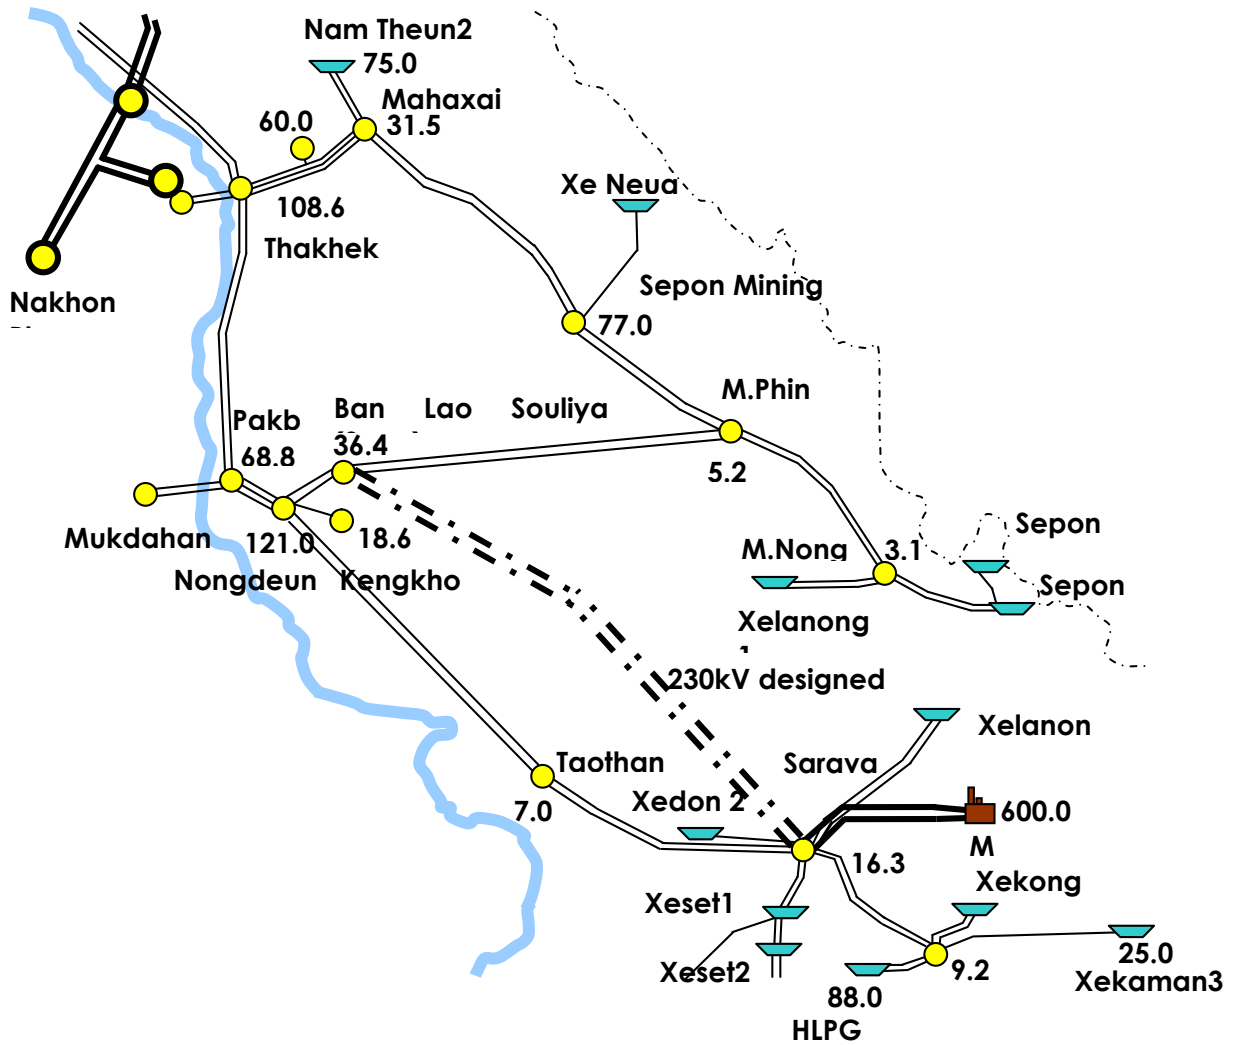 Nam Theun2
75.0
Mahaxai
60.0
31.5
Xe Neua
108.6
Thakhek
Sepon Mining
Nakhon
77.0
M.Phin
Ban Lao Souliya
Pakb
36.4
68.8
5.2
Sepon
Mukdahan
121.0
18.6
M.Nong
3.1
Nongdeun
Kengkho
Sepon
Xelanong
230kV designed
Xelanon
Taothan
Sarava
7.0
Xedon 2
600.0
M
16.3
Xekong
Xeset1
Xeset2
9.2
25.0
Xekaman3
88.0
HLPG